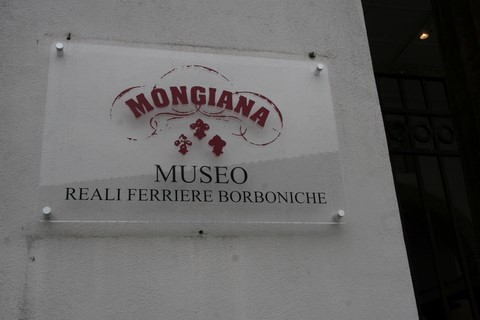 MONGIANA
MUSEO
REALI FERRIERE BORBONICHE